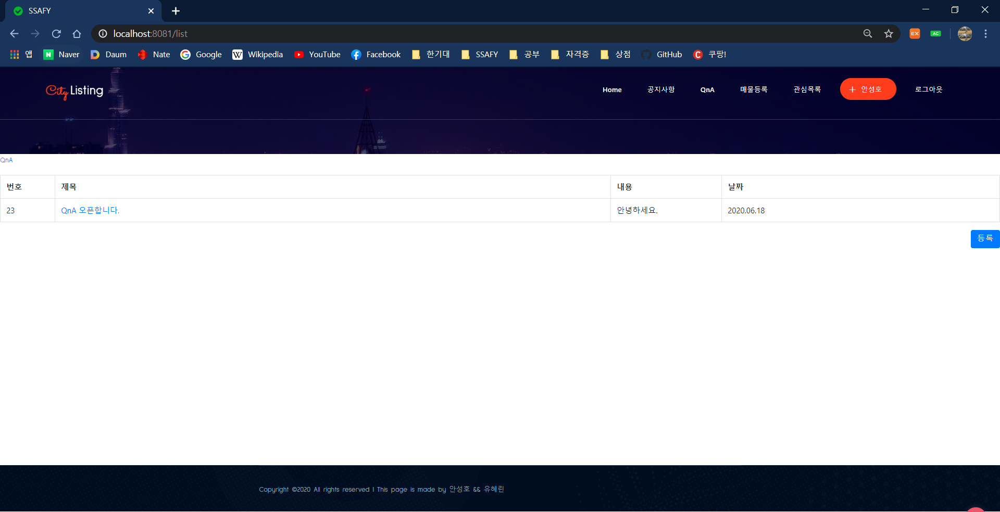 SSAFY
localhost:8081/list
EX
AC
앱 Naver Daum Nate Google Wikipedia YouTube Facebook 한기대 SSAFY 공부 자격증 상점 GitHub 쿠팡!
City Listing Home 공지사항 QnA 매물등록 관심목록 + 안성호 로그아웃
QnA
번호 제목 내용 날짜
23 QnA 오픈합니다. 안녕하세요. 2020.06.18
등록
Copyright ©2020 All rights reserved | This page is made by 안성호 && 유혜린